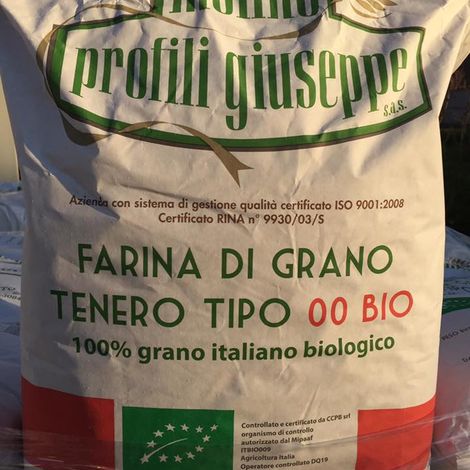 profili giuseppe
s.a.s.
Azienda con sistema di gestione qualità certificato ISO 9001:2008
Certificato RINA n° 9930/03/S
FARINA DI GRANO
TENERO TIPO 00 BIO
100% grano italiano biologico
Controllato e certificato da CCPB srl
organismo di controllo
autorizzato dal Mipaaf
ITBIO009
Agricoltura Italia
Operatore controllato DQ19